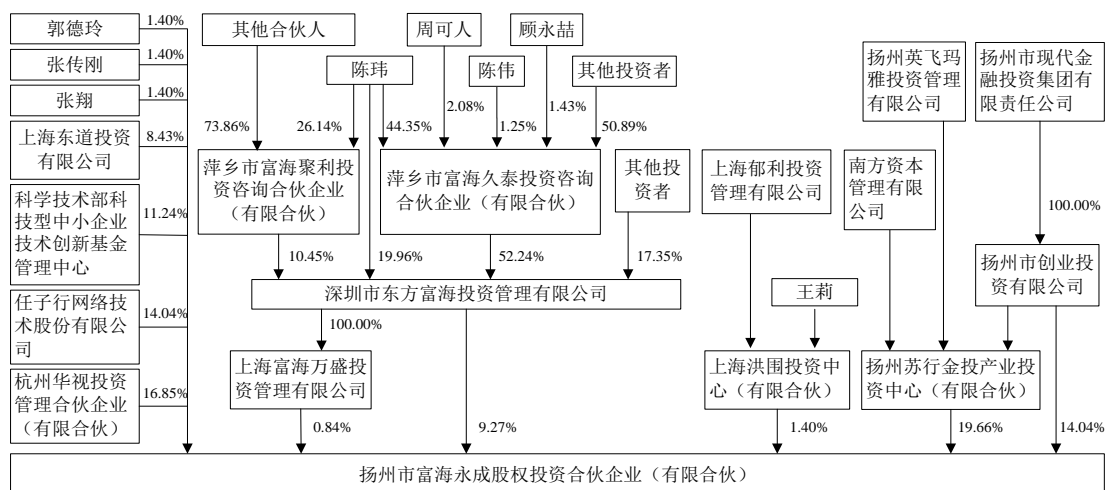 郭德玲
1.40%
张传刚
1.40%
张翔
1.40%
上海东道投资
有限公司
8.43%
科学技术部科
技型中小企业
技术创新基金
管理中心
11.24%
任子行网络技
术股份有限公
司
14.04%
杭州华视投资
管理合伙企业
(有限合伙)
16.85%
其他合伙人
周可人
顾永喆
陈玮
陈伟
其他投资者
73.86%
26.14%
44.35%
2.08%
1.25%
1.43%
50.89%
萍乡市富海聚利投
资咨询合伙企业
(有限合伙)
萍乡市富海久泰投资咨询
合伙企业(有限合伙)
其他投
资者
10.45%
19.96%
52.24%
17.35%
深圳市东方富海投资管理有限公司
100.00%
上海富海万盛投
资管理有限公司
0.84%
9.27%
上海郁利投资
管理有限公司
王莉
上海洪围投资中
心(有限合伙)
1.40%
扬州英飞玛
雅投资管理
有限公司
扬州市现代金
融投资集团有
限责任公司
南方资本
管理有限
公司
100.00%
扬州市创业投
资有限公司
扬州苏行金投产业投
资中心(有限合伙)
19.66%
14.04%
扬州市富海永成股权投资合伙企业(有限合伙)